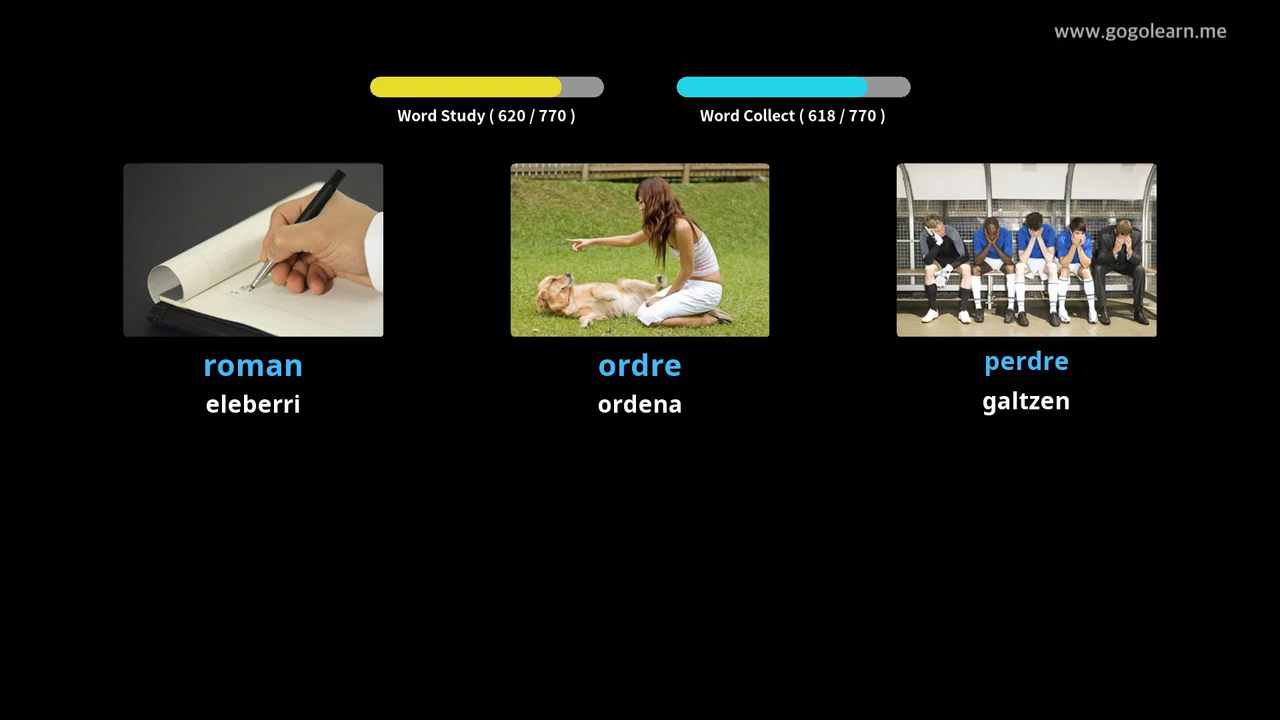 www.gogolearn.me
Word Study ( 620 / 770 )
Word Collect ( 618 / 770 )
roman
eleberri
ordre
ordena
perdre
galtzen